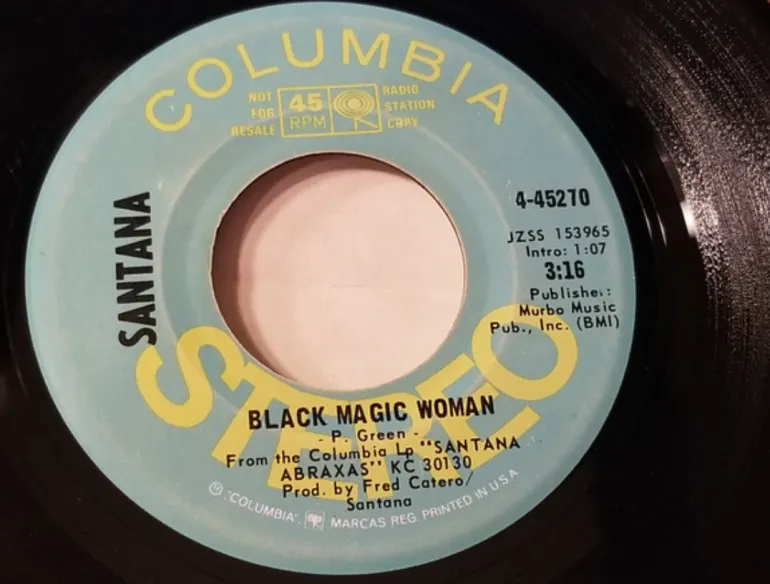 COLUMBIA
NOT FOR RESALE
45 RPM
RADIO STATION COPY
SANTANA
4-45270
JZSS 153965
Intro: 1:07
3:16
Publisher:
Murbo Music
Pub., Inc. (BMI)
STEREO
BLACK MAGIC WOMAN
- P. Green -
From the Columbia Lp "SANTANA
ABRAXAS" KC 30130
Prod. by Fred Catero/
Santana
"COLUMBIA", MARCAS REG. PRINTED IN U.S.A.